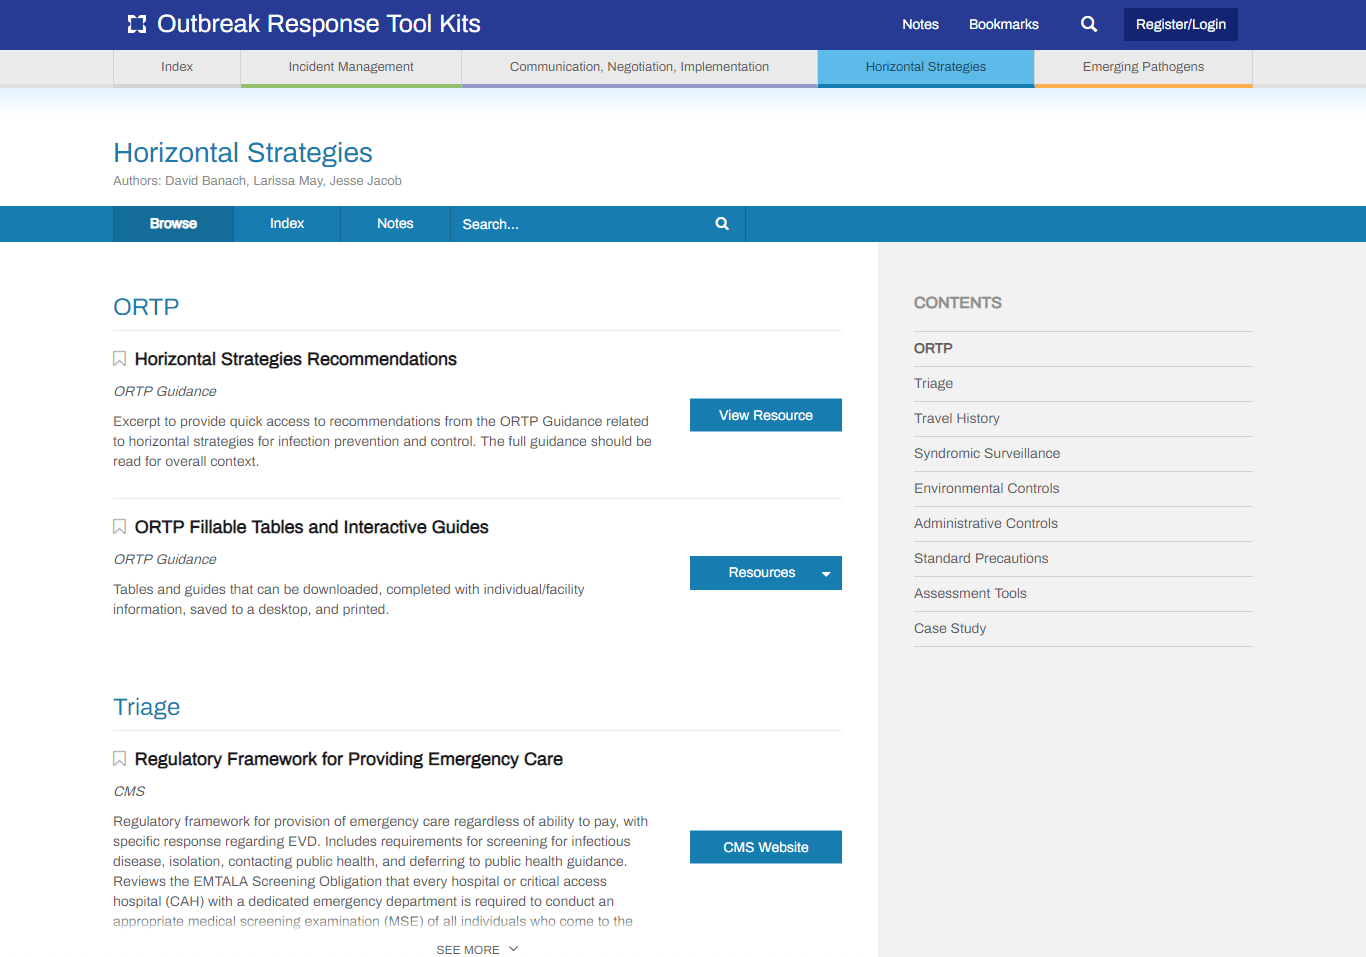 Outbreak Response Tool Kits
Notes
Bookmarks
Register/Login
Index
Incident Management
Communication, Negotiation, Implementation
Horizontal Strategies
Emerging Pathogens
Horizontal Strategies
Authors: David Banach, Larissa May, Jesse Jacob
Browse
Index
Notes
Search...
ORTP
Horizontal Strategies Recommendations
ORTP Guidance
Excerpt to provide quick access to recommendations from the ORTP Guidance related
to horizontal strategies for infection prevention and control. The full guidance should be
read for overall context.
View Resource
ORTP Fillable Tables and Interactive Guides
ORTP Guidance
Tables and guides that can be downloaded, completed with individual/facility
information, saved to a desktop, and printed.
Resources
Triage
Regulatory Framework for Providing Emergency Care
CMS
Regulatory framework for provision of emergency care regardless of ability to pay, with
specific response regarding EVD. Includes requirements for screening for infectious
disease, isolation, contacting public health, and deferring to public health guidance.
Reviews the EMTALA Screening Obligation that every hospital or critical access
hospital (CAH) with a dedicated emergency department is required to conduct an
appropriate medical screening examination (MSE) of all individuals who come to the
CMS Website
SEE MORE
CONTENTS
ORTP
Triage
Travel History
Syndromic Surveillance
Environmental Controls
Administrative Controls
Standard Precautions
Assessment Tools
Case Study